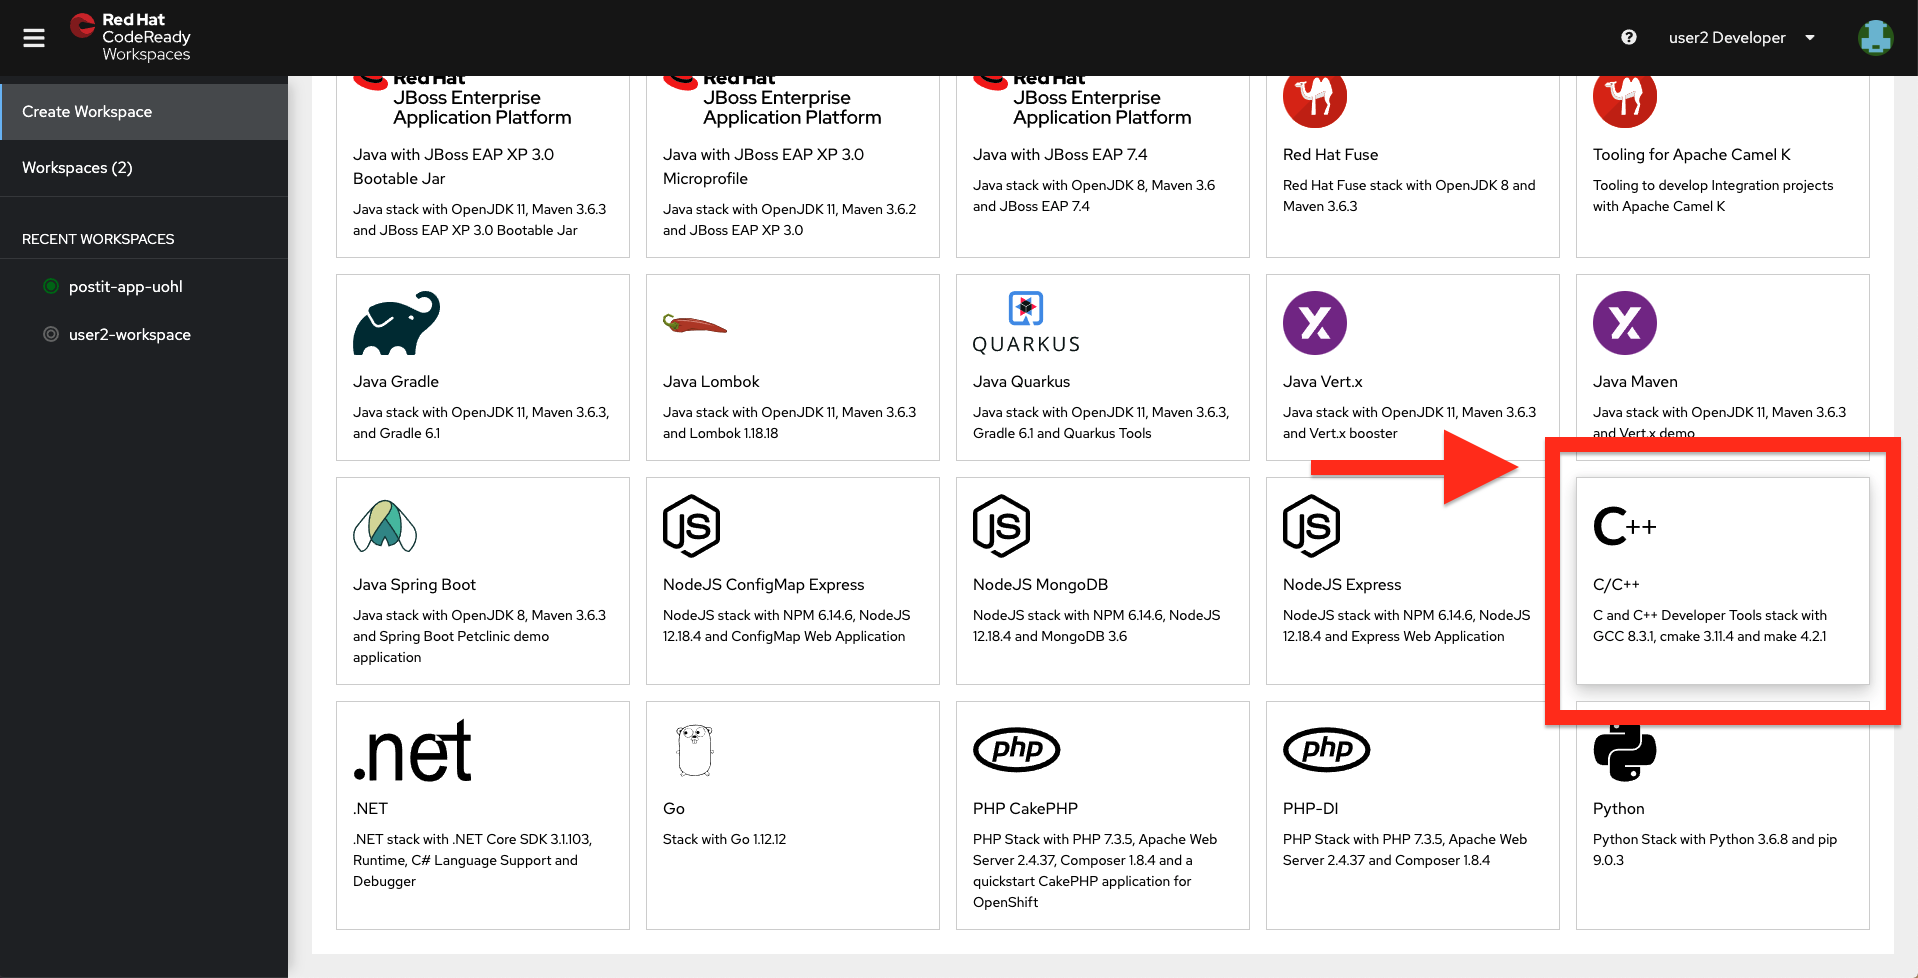 Red Hat
CodeReady
Workspaces
user2 Developer
Create Workspace
Workspaces (2)
RECENT WORKSPACES
postit-app-uohl
user2-workspace
Red Hat
JBoss Enterprise
Application Platform
Java with JBoss EAP XP 3.0
Bootable Jar
Java stack with OpenJDK 11, Maven 3.6.3
and JBoss EAP XP 3.0 Bootable Jar
Red Hat
JBoss Enterprise
Application Platform
Java with JBoss EAP XP 3.0
Microprofile
Java stack with OpenJDK 11, Maven 3.6.2
and JBoss EAP XP 3.0
Red Hat
JBoss Enterprise
Application Platform
Java with JBoss EAP 7.4
Java stack with OpenJDK 8, Maven 3.6
and JBoss EAP 7.4
Red Hat Fuse
Red Hat Fuse stack with OpenJDK 8 and
Maven 3.6.3
Tooling for Apache Camel K
Tooling to develop Integration projects
with Apache Camel K
Java Gradle
Java stack with OpenJDK 11, Maven 3.6.3,
and Gradle 6.1
Java Lombok
Java stack with OpenJDK 11, Maven 3.6.3
and Lombok 1.18.18
QUARKUS
Java Quarkus
Java stack with OpenJDK 11, Maven 3.6.3,
Gradle 6.1 and Quarkus Tools
Java Vert.x
Java stack with OpenJDK 11, Maven 3.6.3
and Vert.x booster
Java Maven
Java stack with OpenJDK 11, Maven 3.6.3
and Vert.x demo
Java Spring Boot
Java stack with OpenJDK 8, Maven 3.6.3
and Spring Boot Petclinic demo
application
JS
NodeJS ConfigMap Express
NodeJS stack with NPM 6.14.6, NodeJS
12.18.4 and ConfigMap Web Application
JS
NodeJS MongoDB
NodeJS stack with NPM 6.14.6, NodeJS
12.18.4 and MongoDB 3.6
JS
NodeJS Express
NodeJS stack with NPM 6.14.6, NodeJS
12.18.4 and Express Web Application
C++
C/C++
C and C++ Developer Tools stack with
GCC 8.3.1, cmake 3.11.4 and make 4.2.1
.net
.NET
.NET stack with .NET Core SDK 3.1.103,
Runtime, C# Language Support and
Debugger
Go
Stack with Go 1.12.12
php
PHP CakePHP
PHP Stack with PHP 7.3.5, Apache Web
Server 2.4.37, Composer 1.8.4 and a
quickstart CakePHP application for
OpenShift
php
PHP-DI
PHP Stack with PHP 7.3.5, Apache Web
Server 2.4.37 and Composer 1.8.4
Python
Python Stack with Python 3.6.8 and pip
9.0.3